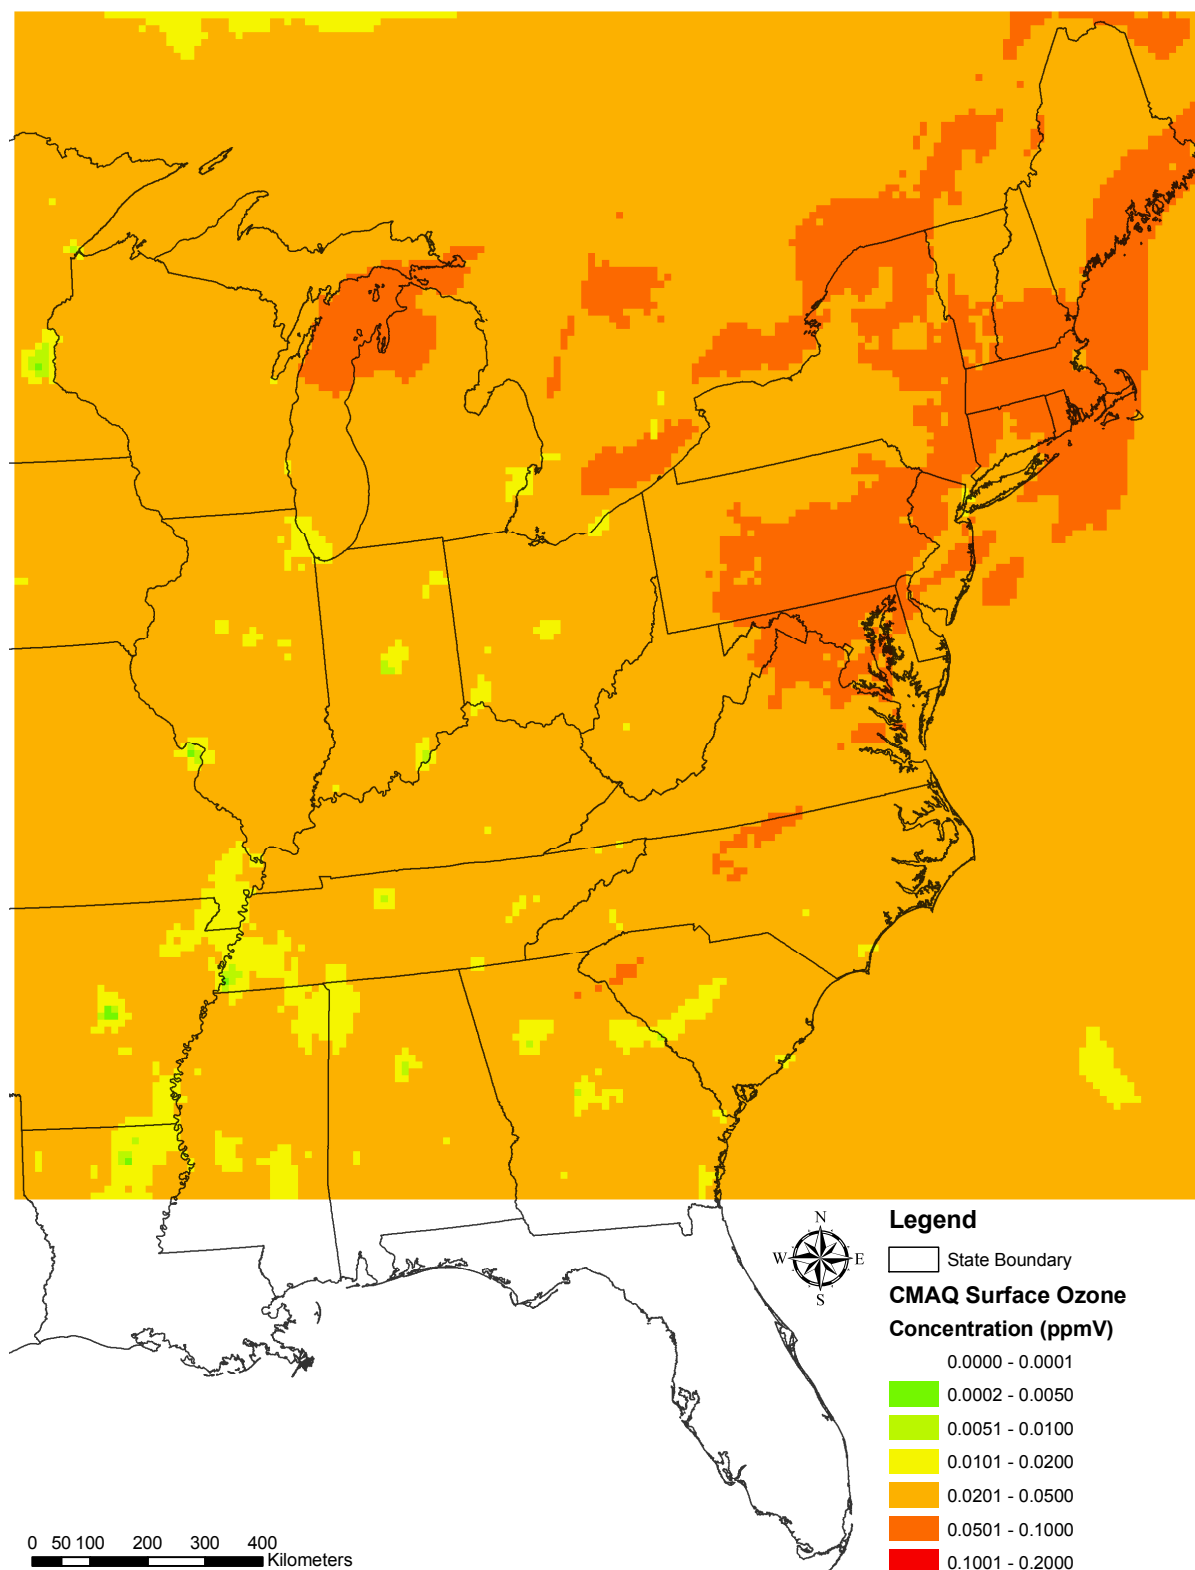 N
W E
S
Legend
State Boundary
CMAQ Surface Ozone
Concentration (ppmV)
0.0000 - 0.0001
0.0002 - 0.0050
0.0051 - 0.0100
0.0101 - 0.0200
0.0201 - 0.0500
0.0501 - 0.1000
0.1001 - 0.2000
0 50 100 200 300 400
Kilometers